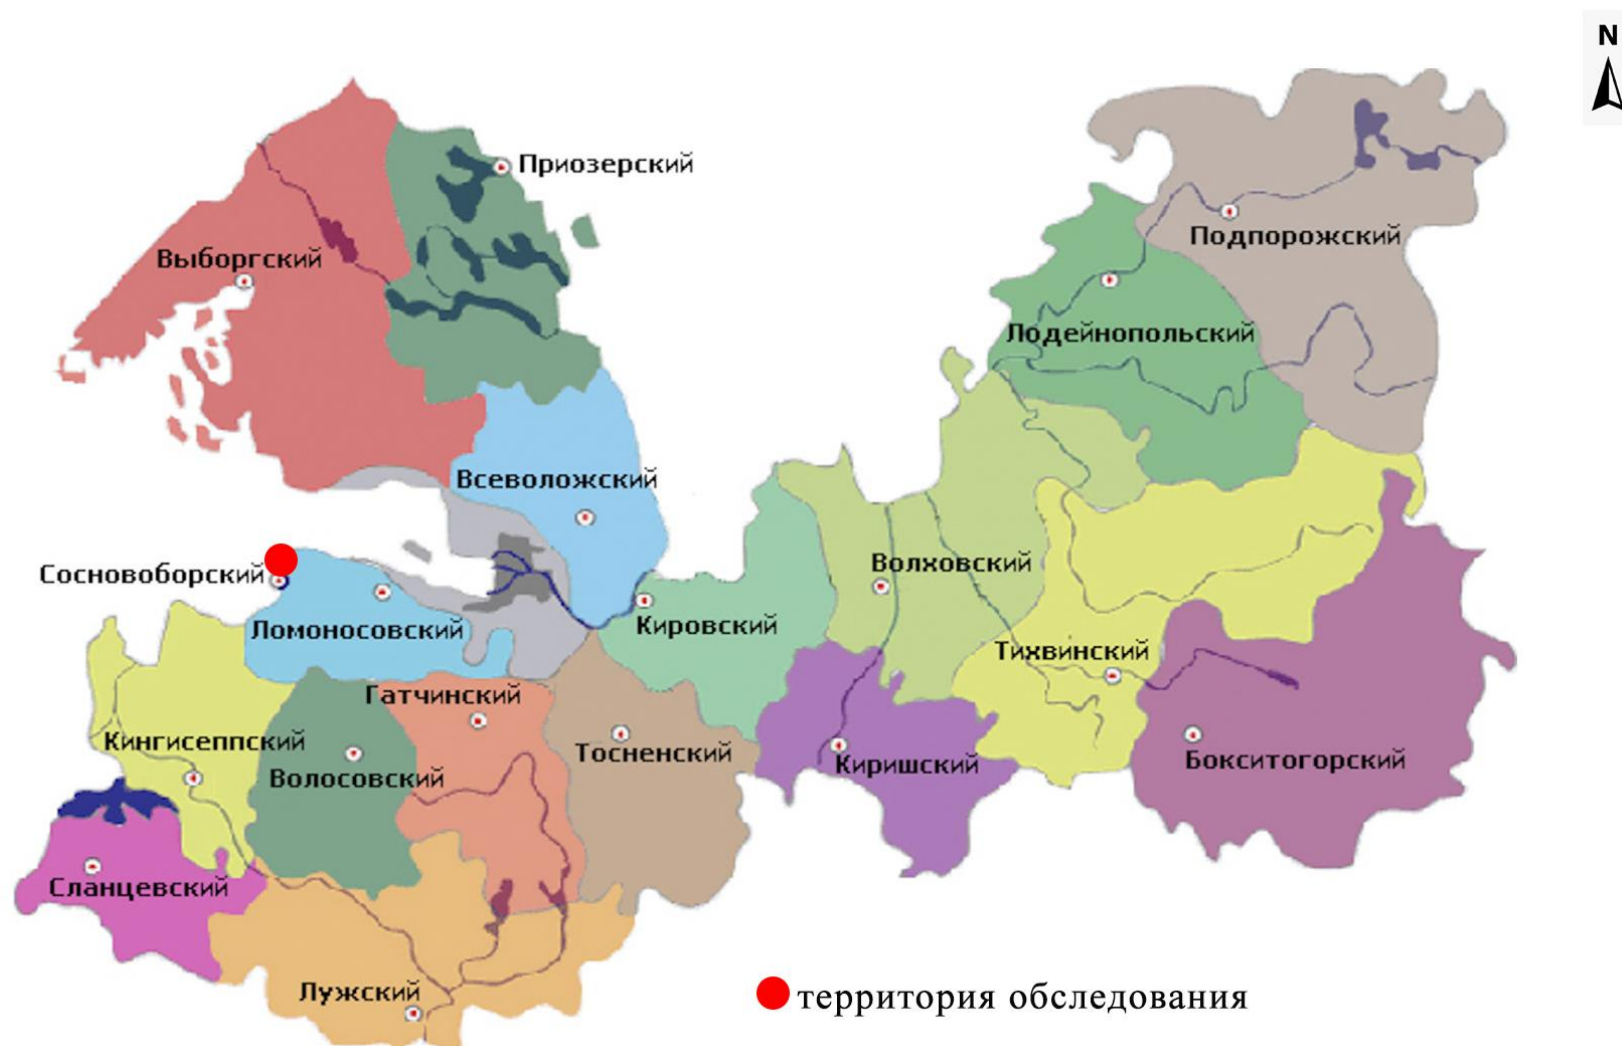 N
Приозерский
Подпорожский
Выборгский
Лодейнопольский
Всеволожский
Волховский
Сосновоборский
Ломоносовский
Кировский
Тихвинский
Гатчинский
Кингисеппский
Тосненский
Волосовский
Киришский
Бокситогорский
Сланцевский
Лужский
территория обследования